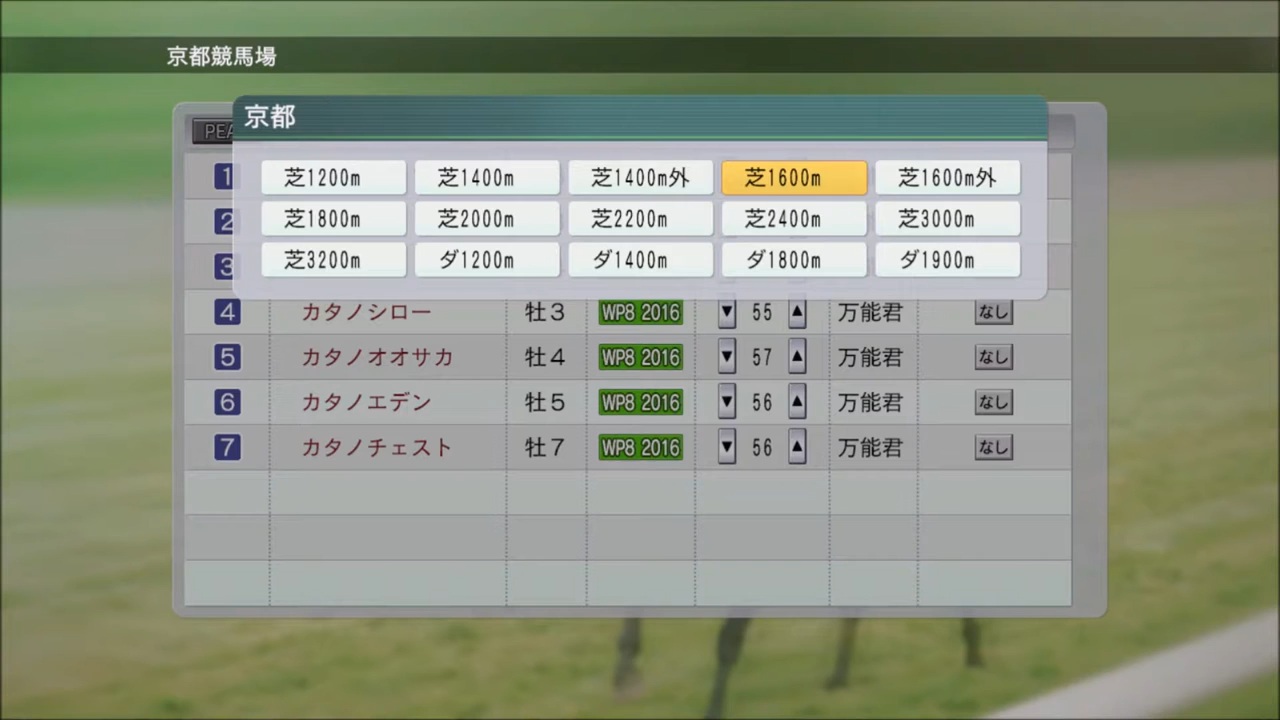 京都競馬場
京都
芝1200m 芝1400m 芝1400m外 芝1600m 芝1600m外
芝1800m 芝2000m 芝2200m 芝2400m 芝3000m
芝3200m ダ1200m ダ1400m ダ1800m ダ1900m
1
2
3
4 カタノシロー 牡3 WP8 2016 ▼ 55 ▲ 万能君 なし
5 カタノオオサカ 牡4 WP8 2016 ▼ 57 ▲ 万能君 なし
6 カタノエデン 牡5 WP8 2016 ▼ 56 ▲ 万能君 なし
7 カタノチェスト 牡7 WP8 2016 ▼ 56 ▲ 万能君 なし